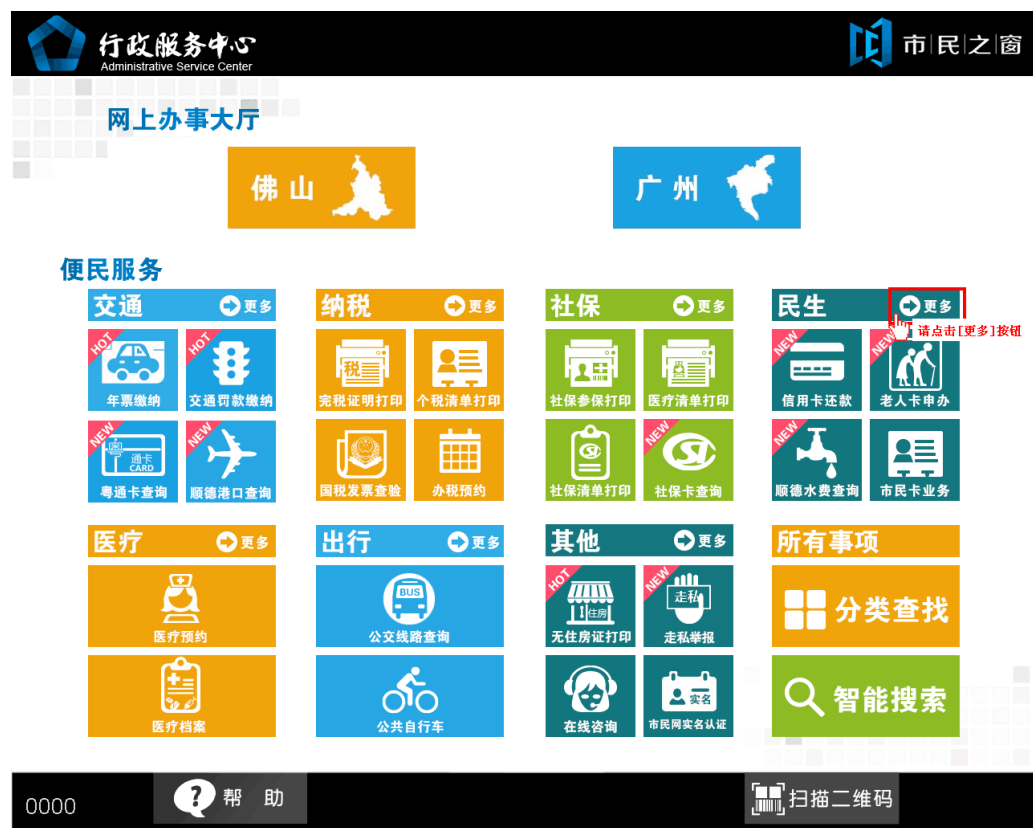 行政服务中心
Administrative Service Center
市民之窗
网上办事大厅
佛山
广州
便民服务
交通
更多
纳税
更多
社保
更多
民生
更多
请点击[更多]按钮
HOT
年票缴纳
HOT
交通罚款缴纳
税
完税证明打印
个税清单打印
社保参保打印
医疗清单打印
NEW
信用卡还款
NEW
老人卡申办
NEW
通卡
CARD
粤通卡查询
NEW
顺德港口查询
国税发票查验
办税预约
社保清单打印
NEW
社保卡查询
NEW
顺德水费查询
市民卡业务
医疗
更多
出行
更多
其他
更多
所有事项
医疗预约
BUS
公交线路查询
HOT
住房
无住房证打印
NEW
走私
走私举报
分类查找
医疗档案
公共自行车
在线咨询
实名
市民网实名认证
智能搜索
0000
?
帮 助
扫描二维码